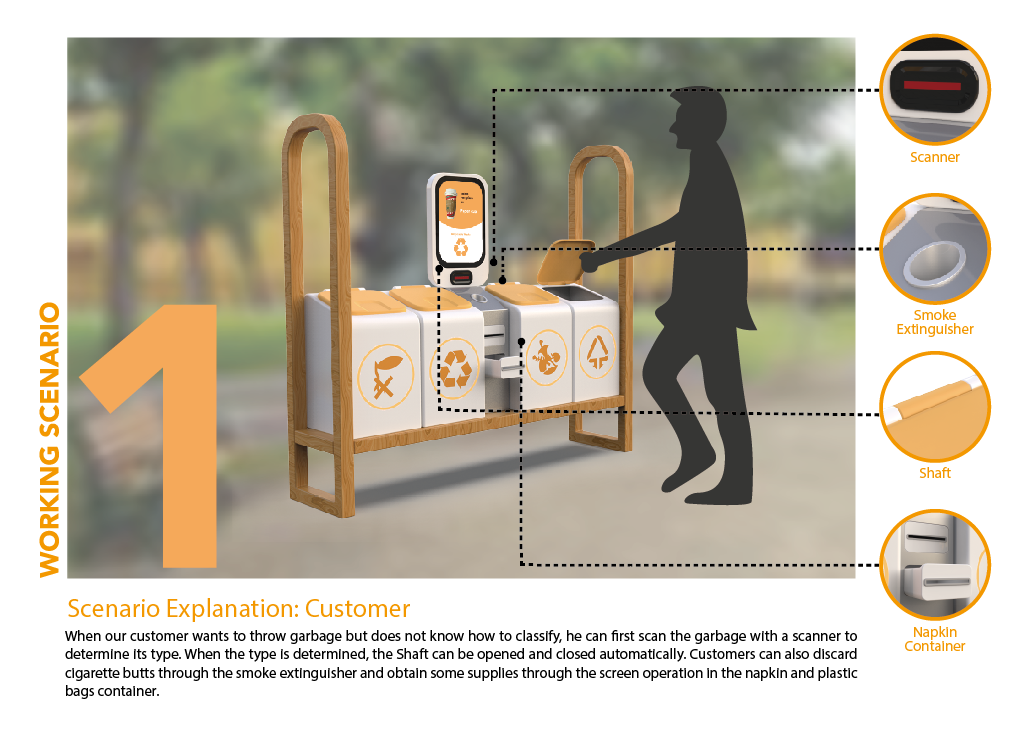 WORKING SCENARIO
1
Scanner
Smoke
Extinguisher
Shaft
Napkin
Container
Scenario Explanation: Customer
When our customer wants to throw garbage but does not know how to classify, he can first scan the garbage with a scanner to
determine its type. When the type is determined, the Shaft can be opened and closed automatically. Customers can also discard
cigarette butts through the smoke extinguisher and obtain some supplies through the screen operation in the napkin and plastic
bags container.